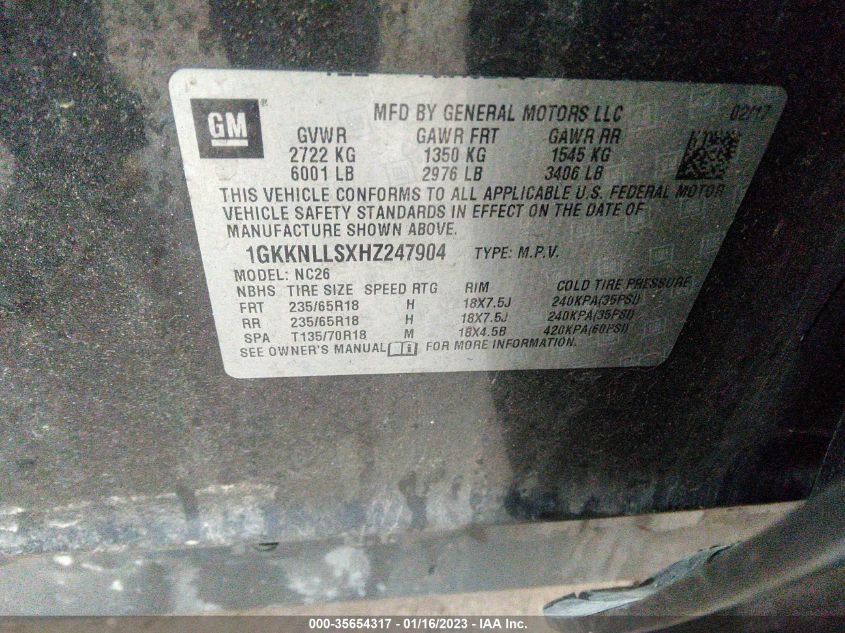 GM®
MFD BY GENERAL MOTORS LLC 02/17
GVWR GAWR FRT GAWR RR
2722 KG 1350 KG 1545 KG
6001 LB 2976 LB 3406 LB
THIS VEHICLE CONFORMS TO ALL APPLICABLE U.S. FEDERAL MOTOR
VEHICLE SAFETY STANDARDS IN EFFECT ON THE DATE OF
MANUFACTURE SHOWN ABOVE.
1GKKNLLSXHZ247904 TYPE: M.P.V.
MODEL: NC26
NBHS TIRE SIZE SPEED RTG RIM COLD TIRE PRESSURE
FRT 235/65R18 H 18X7.5J 240KPA(35PSI)
RR 235/65R18 H 18X7.5J 240KPA(35PSI)
SPA T135/70R18 M 18X4.5B 420KPA(60PSI)
SEE OWNER'S MANUAL FOR MORE INFORMATION.
000-35654317 - 01/16/2023 - IAA Inc.